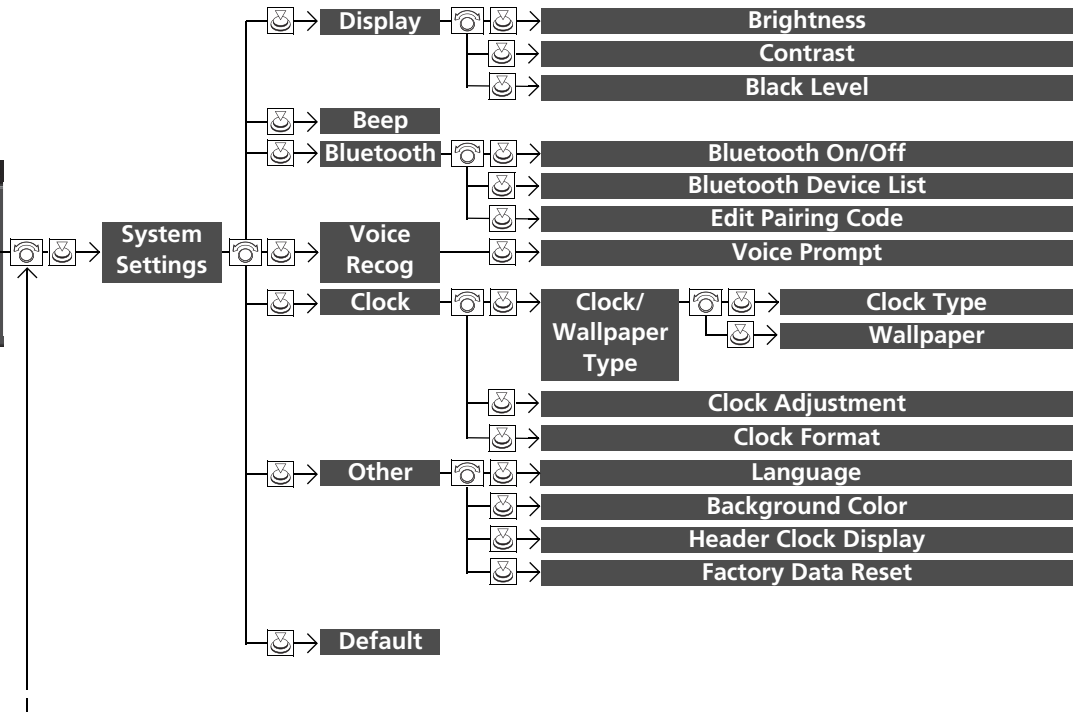 Display
Brightness
Contrast
Black Level
Beep
Bluetooth
Bluetooth On/Off
Bluetooth Device List
Edit Pairing Code
System
Settings
Voice
Recog
Voice Prompt
Clock
Clock/
Wallpaper
Type
Clock Type
Wallpaper
Clock Adjustment
Clock Format
Other
Language
Background Color
Header Clock Display
Factory Data Reset
Default